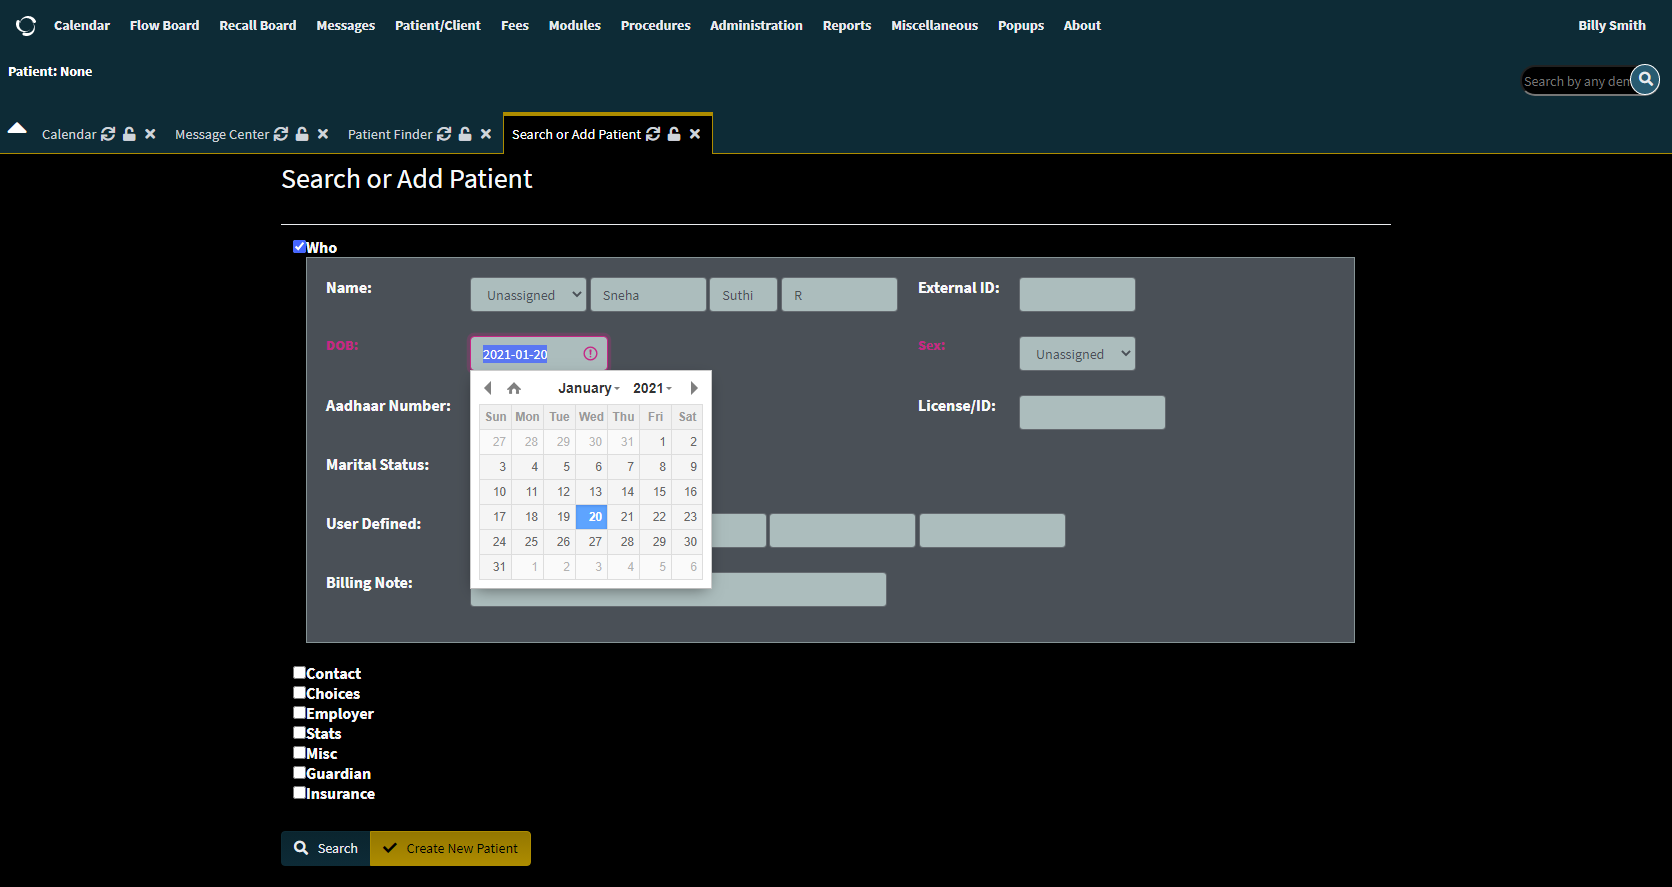 Calendar Flow Board Recall Board Messages Patient/Client Fees Modules Procedures Administration Reports Miscellaneous Popups About Billy Smith
Patient: None
Search by any den
Calendar Message Center Patient Finder Search or Add Patient
Search or Add Patient
Who
Name: Unassigned Sneha Suthi R External ID:
DOB: 2021-01-20 Sex: Unassigned
January 2021
Aadhaar Number: License/ID:
Sun Mon Tue Wed Thu Fri Sat
27 28 29 30 31 1 2
Marital Status:
3 4 5 6 7 8 9
10 11 12 13 14 15 16
17 18 19 20 21 22 23
User Defined:
24 25 26 27 28 29 30
31 1 2 3 4 5 6
Billing Note:
Contact
Choices
Employer
Stats
Misc
Guardian
Insurance
Search Create New Patient